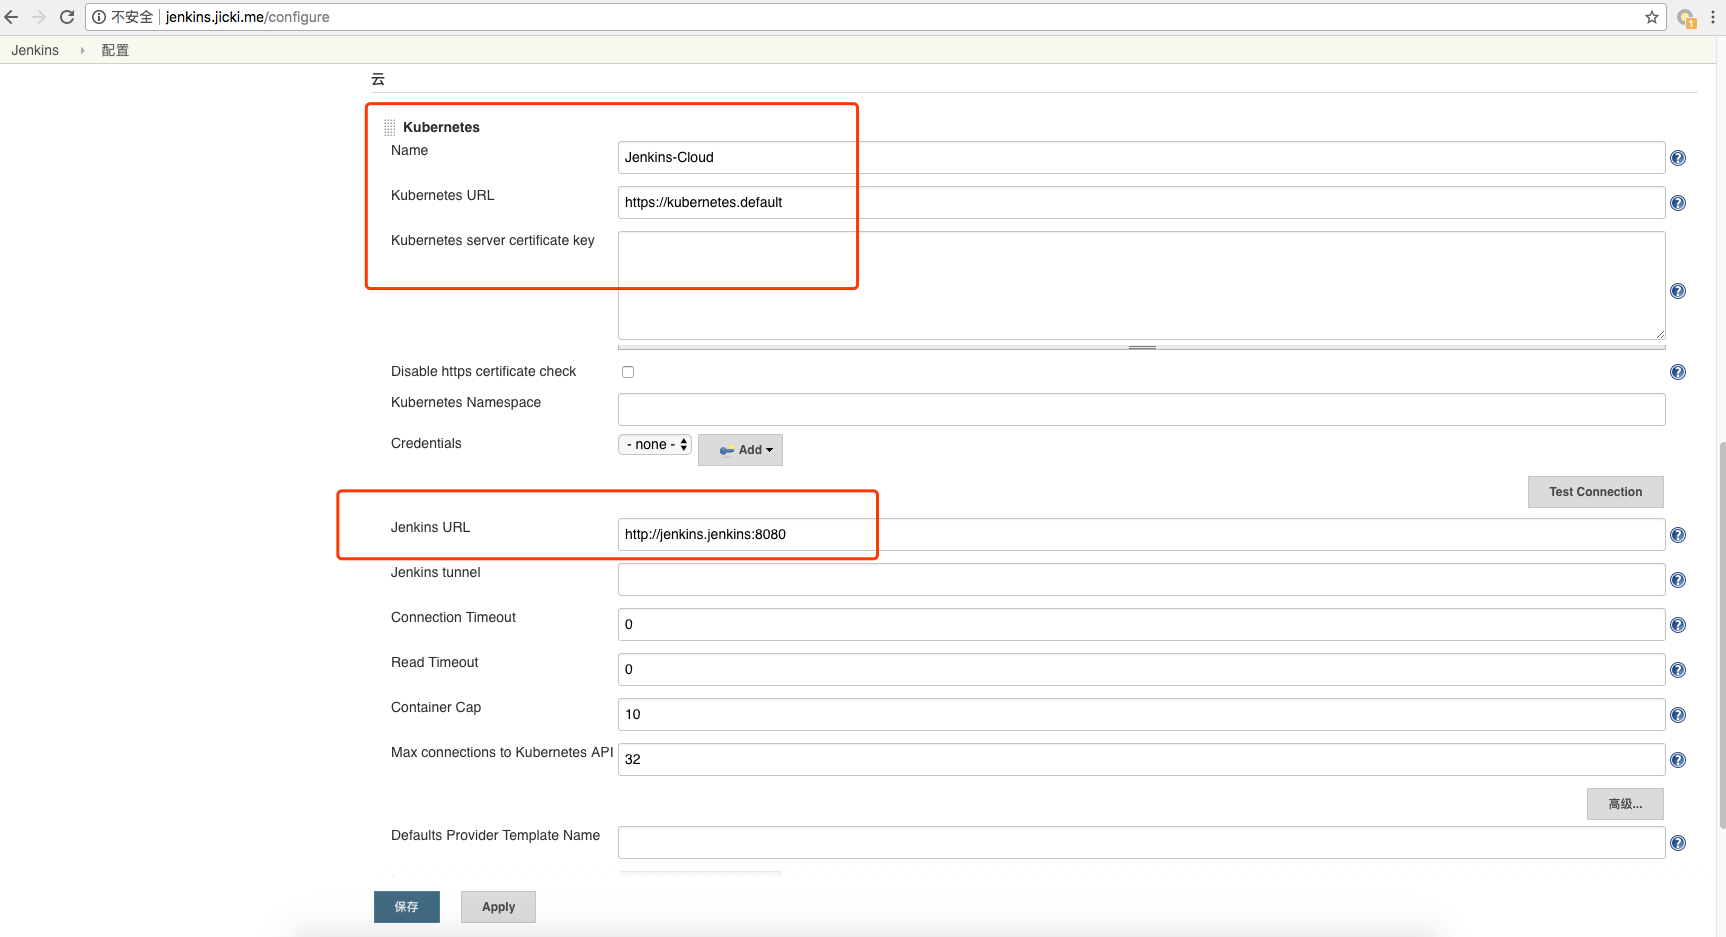 不安全 jenkins.jicki.me/configure
1
Jenkins 配置
云
Kubernetes
Name
Jenkins-Cloud
Kubernetes URL
https://kubernetes.default
Kubernetes server certificate key
Disable https certificate check
Kubernetes Namespace
Credentials
- none -
Add
Test Connection
Jenkins URL
http://jenkins.jenkins:8080
Jenkins tunnel
Connection Timeout
0
Read Timeout
0
Container Cap
10
Max connections to Kubernetes API
32
高级...
Defaults Provider Template Name
保存
Apply